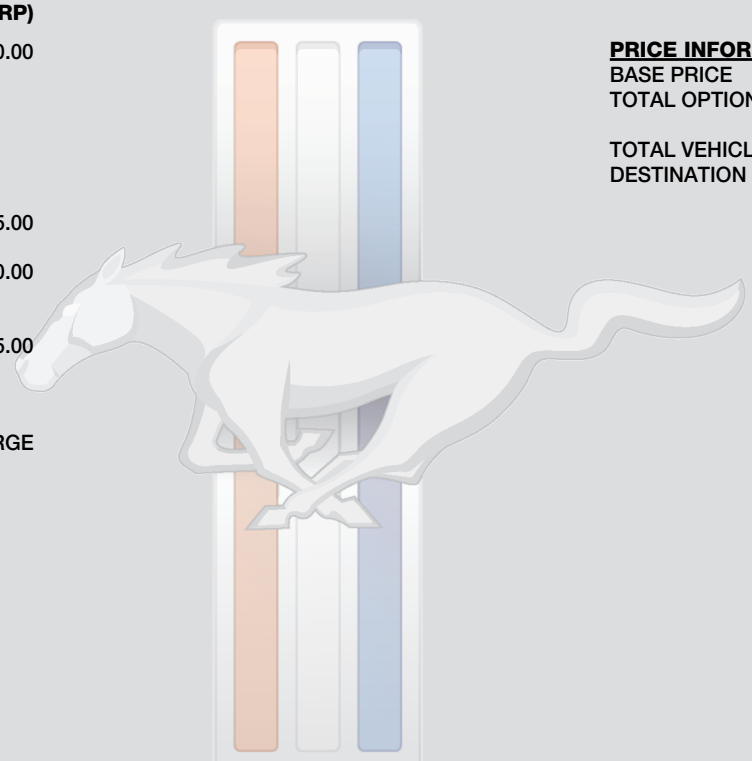 RP)
0.00
5.00
0.00
5.00
RGE
PRICE INFOR
BASE PRICE
TOTAL OPTION
TOTAL VEHICL
DESTINATION